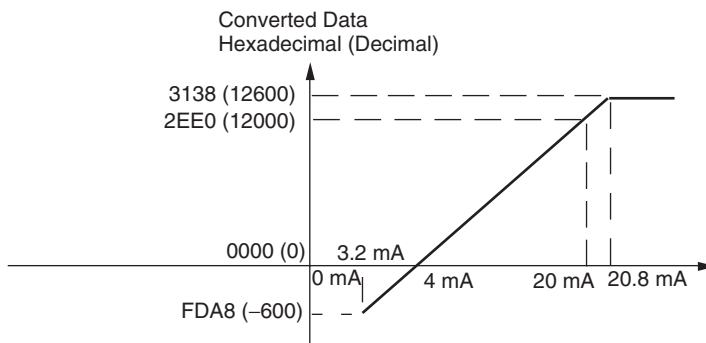 Converted Data
Hexadecimal (Decimal)
3138 (12600)
2EE0 (12000)
0000 (0)
3.2 mA
0 mA
4 mA
20 mA
20.8 mA
FDA8 (−600)